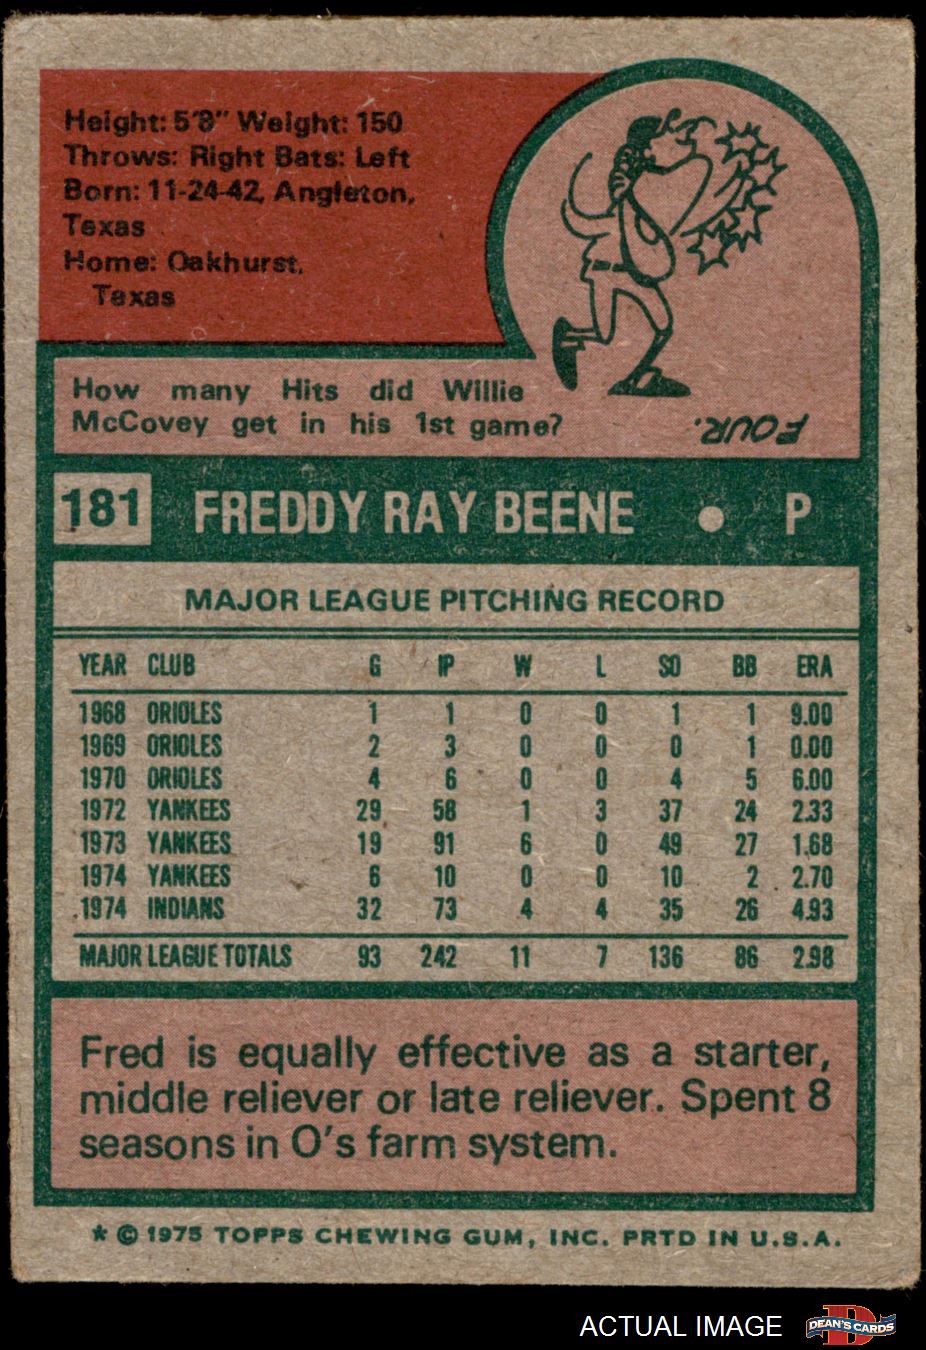 Height: 5'8" Weight: 150
Throws: Right Bats: Left
Born: 11-24-42, Angleton,
Texas
Home: Oakhurst,
Texas
How many Hits did Willie
McCovey get in his 1st game?
FOUR.
181 FREDDY RAY BEENE • P
MAJOR LEAGUE PITCHING RECORD
YEAR CLUB G IP W L SO BB ERA
1968 ORIOLES 1 1 0 0 1 1 9.00
1969 ORIOLES 2 3 0 0 0 1 0.00
1970 ORIOLES 4 6 0 0 4 5 6.00
1972 YANKEES 29 58 1 3 37 24 2.33
1973 YANKEES 19 91 6 0 49 27 1.68
1974 YANKEES 6 10 0 0 10 2 2.70
1974 INDIANS 32 73 4 4 35 26 4.93
MAJOR LEAGUE TOTALS 93 242 11 7 136 86 2.98
Fred is equally effective as a starter,
middle reliever or late reliever. Spent 8
seasons in O's farm system.
* © 1975 TOPPS CHEWING GUM, INC. PRTD IN U.S.A.
ACTUAL IMAGE
DEAN'S CARDS